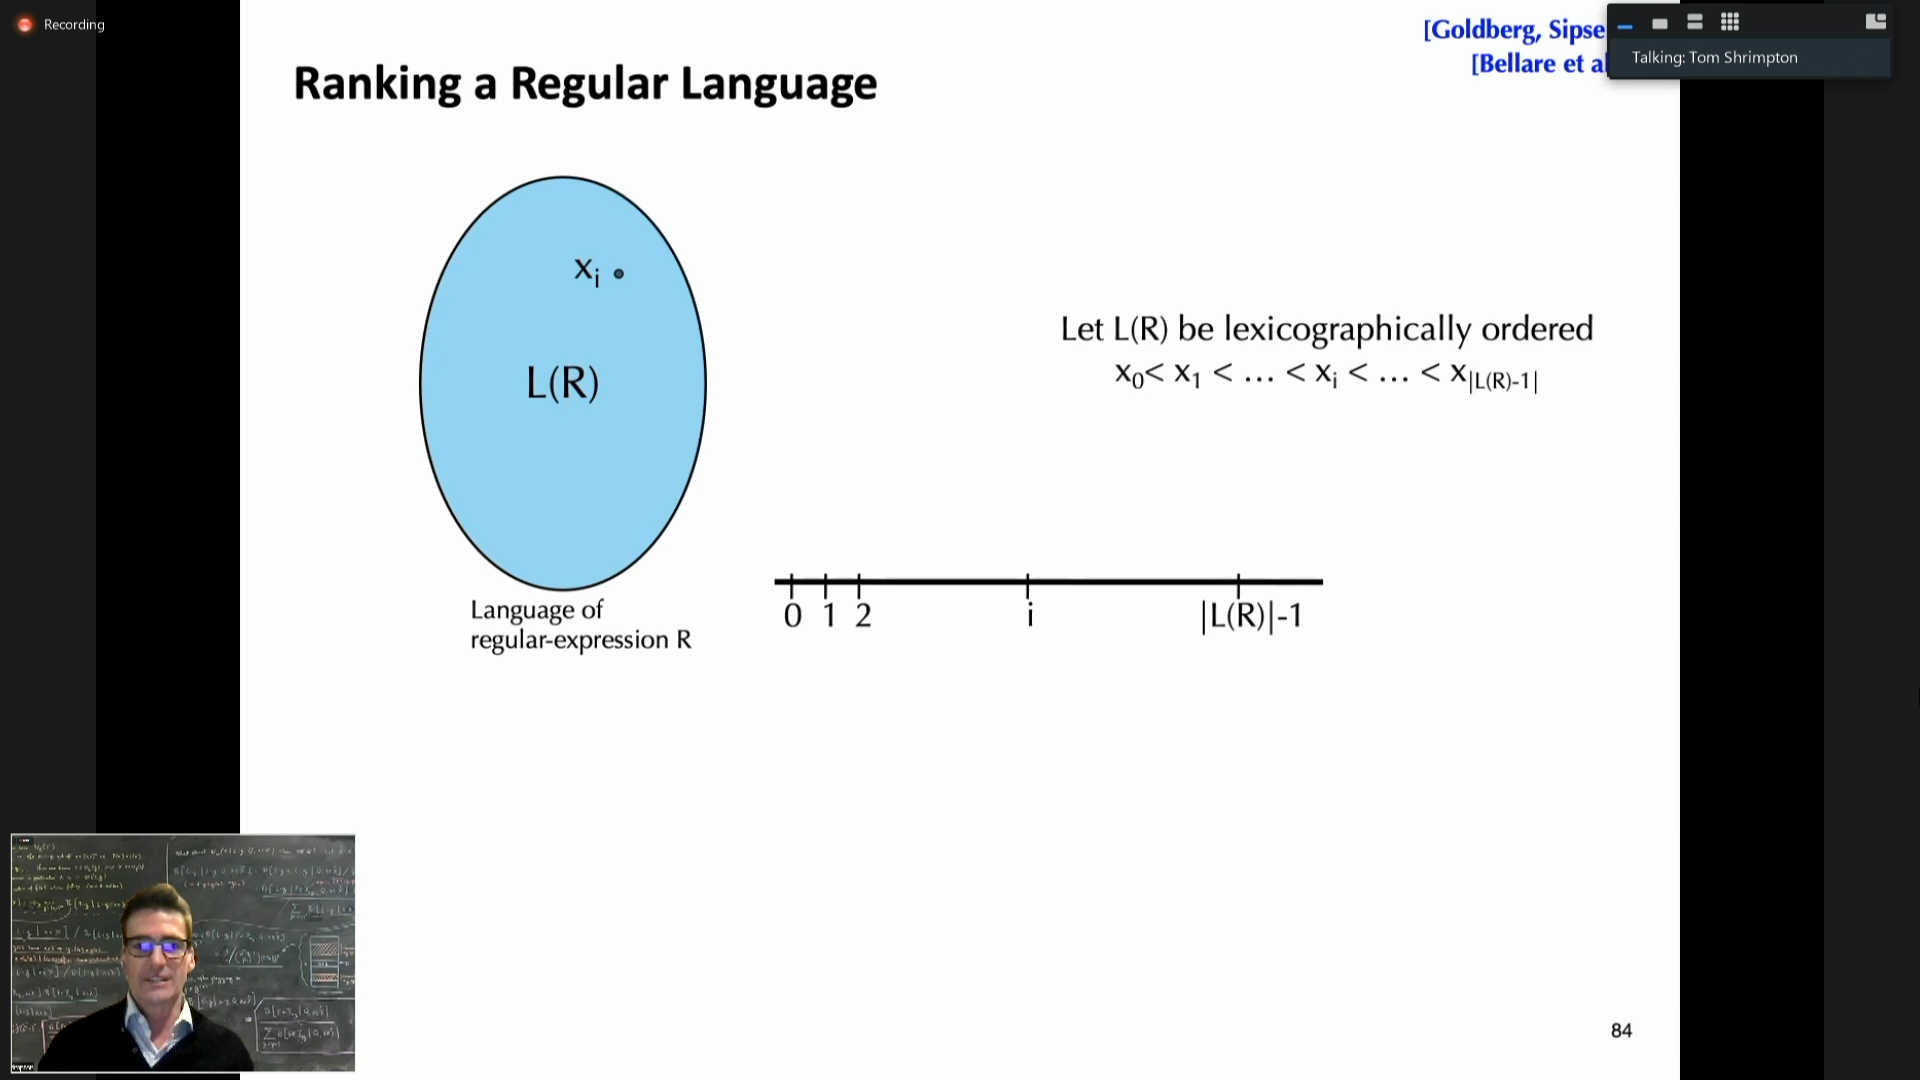 Recording
[Goldberg, Sipse
[Bellare et al
Talking: Tom Shrimpton
Ranking a Regular Language
xi
L(R)
Let L(R) be lexicographically ordered
x0< x1 < ... < xi < ... < x|L(R)-1|
Language of
regular-expression R
0 1 2 i |L(R)|-1
84